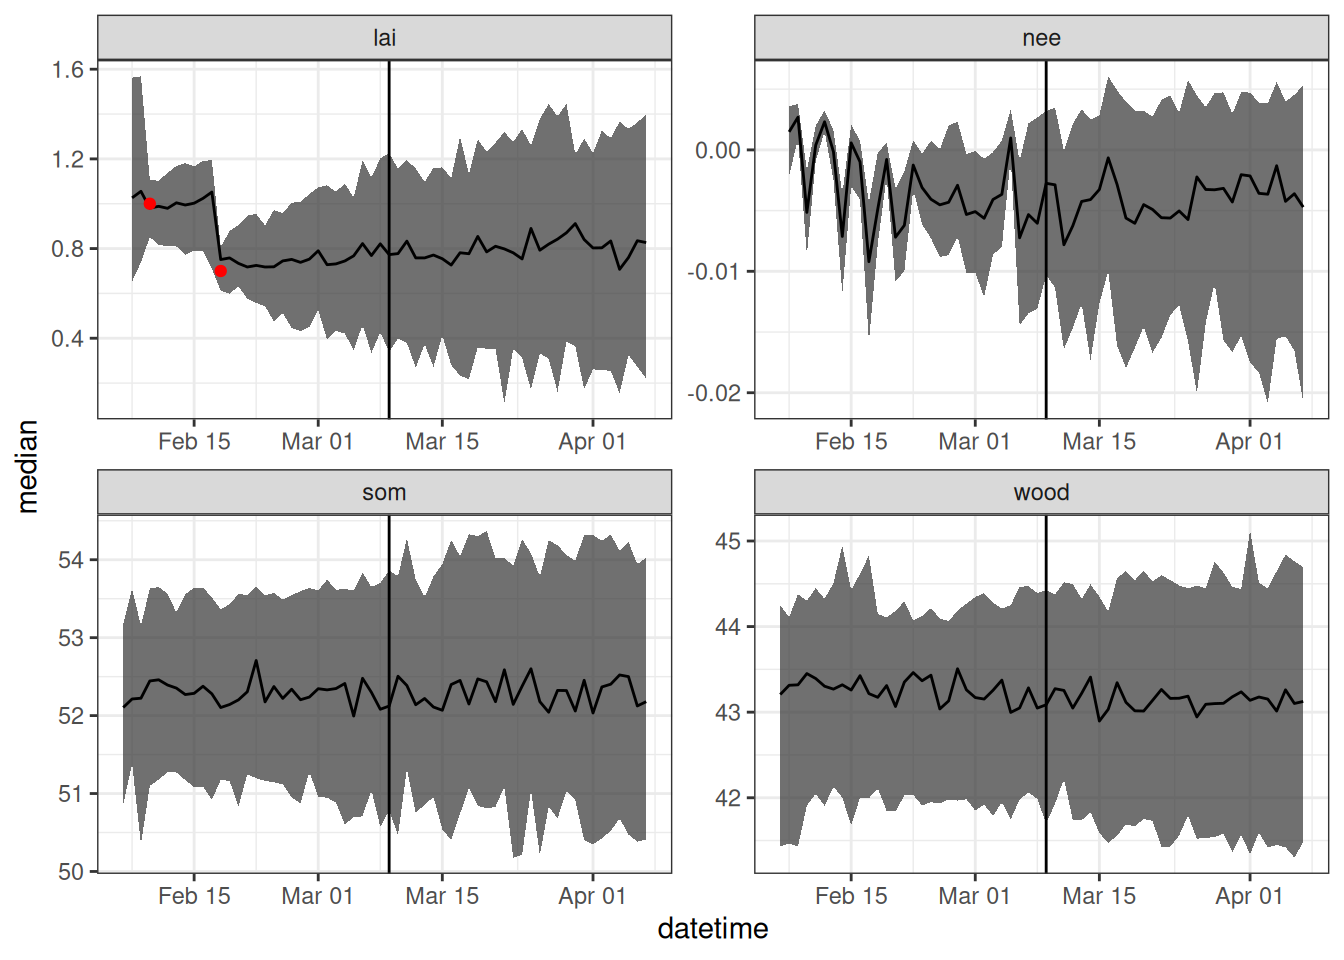 lai
nee
1.6
1.2
0.8
0.4
0.00
-0.01
-0.02
Feb 15 Mar 01 Mar 15 Apr 01
Feb 15 Mar 01 Mar 15 Apr 01
median
som
wood
54
53
52
51
50
45
44
43
42
Feb 15 Mar 01 Mar 15 Apr 01
Feb 15 Mar 01 Mar 15 Apr 01
datetime